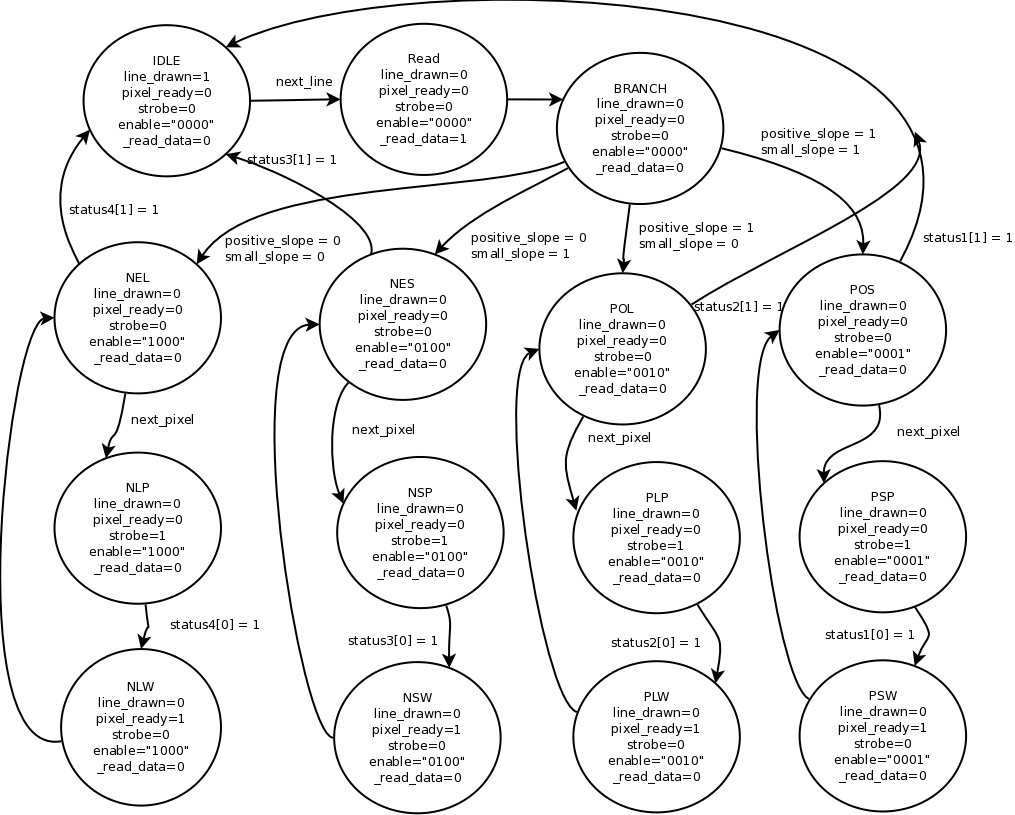 IDLE
line_drawn=1
pixel_ready=0
strobe=0
enable="0000"
_read_data=0
next_line
Read
line_drawn=0
pixel_ready=0
strobe=0
enable="0000"
_read_data=1
BRANCH
line_drawn=0
pixel_ready=0
strobe=0
enable="0000"
_read_data=0
positive_slope = 1
small_slope = 1
status3[1] = 1
status4[1] = 1
positive_slope = 0
small_slope = 0
positive_slope = 0
small_slope = 1
positive_slope = 1
small_slope = 0
status1[1] = 1
status2[1] = 1
NEL
line_drawn=0
pixel_ready=0
strobe=0
enable="1000"
_read_data=0
NES
line_drawn=0
pixel_ready=0
strobe=0
enable="0100"
_read_data=0
POL
line_drawn=0
pixel_ready=0
strobe=0
enable="0010"
_read_data=0
POS
line_drawn=0
pixel_ready=0
strobe=0
enable="0001"
_read_data=0
next_pixel
next_pixel
next_pixel
next_pixel
NLP
line_drawn=0
pixel_ready=0
strobe=1
enable="1000"
_read_data=0
NSP
line_drawn=0
pixel_ready=0
strobe=1
enable="0100"
_read_data=0
PLP
line_drawn=0
pixel_ready=0
strobe=1
enable="0010"
_read_data=0
PSP
line_drawn=0
pixel_ready=0
strobe=1
enable="0001"
_read_data=0
status4[0] = 1
status3[0] = 1
status2[0] = 1
status1[0] = 1
NLW
line_drawn=0
pixel_ready=1
strobe=0
enable="1000"
_read_data=0
NSW
line_drawn=0
pixel_ready=1
strobe=0
enable="0100"
_read_data=0
PLW
line_drawn=0
pixel_ready=1
strobe=0
enable="0010"
_read_data=0
PSW
line_drawn=0
pixel_ready=1
strobe=0
enable="0001"
_read_data=0